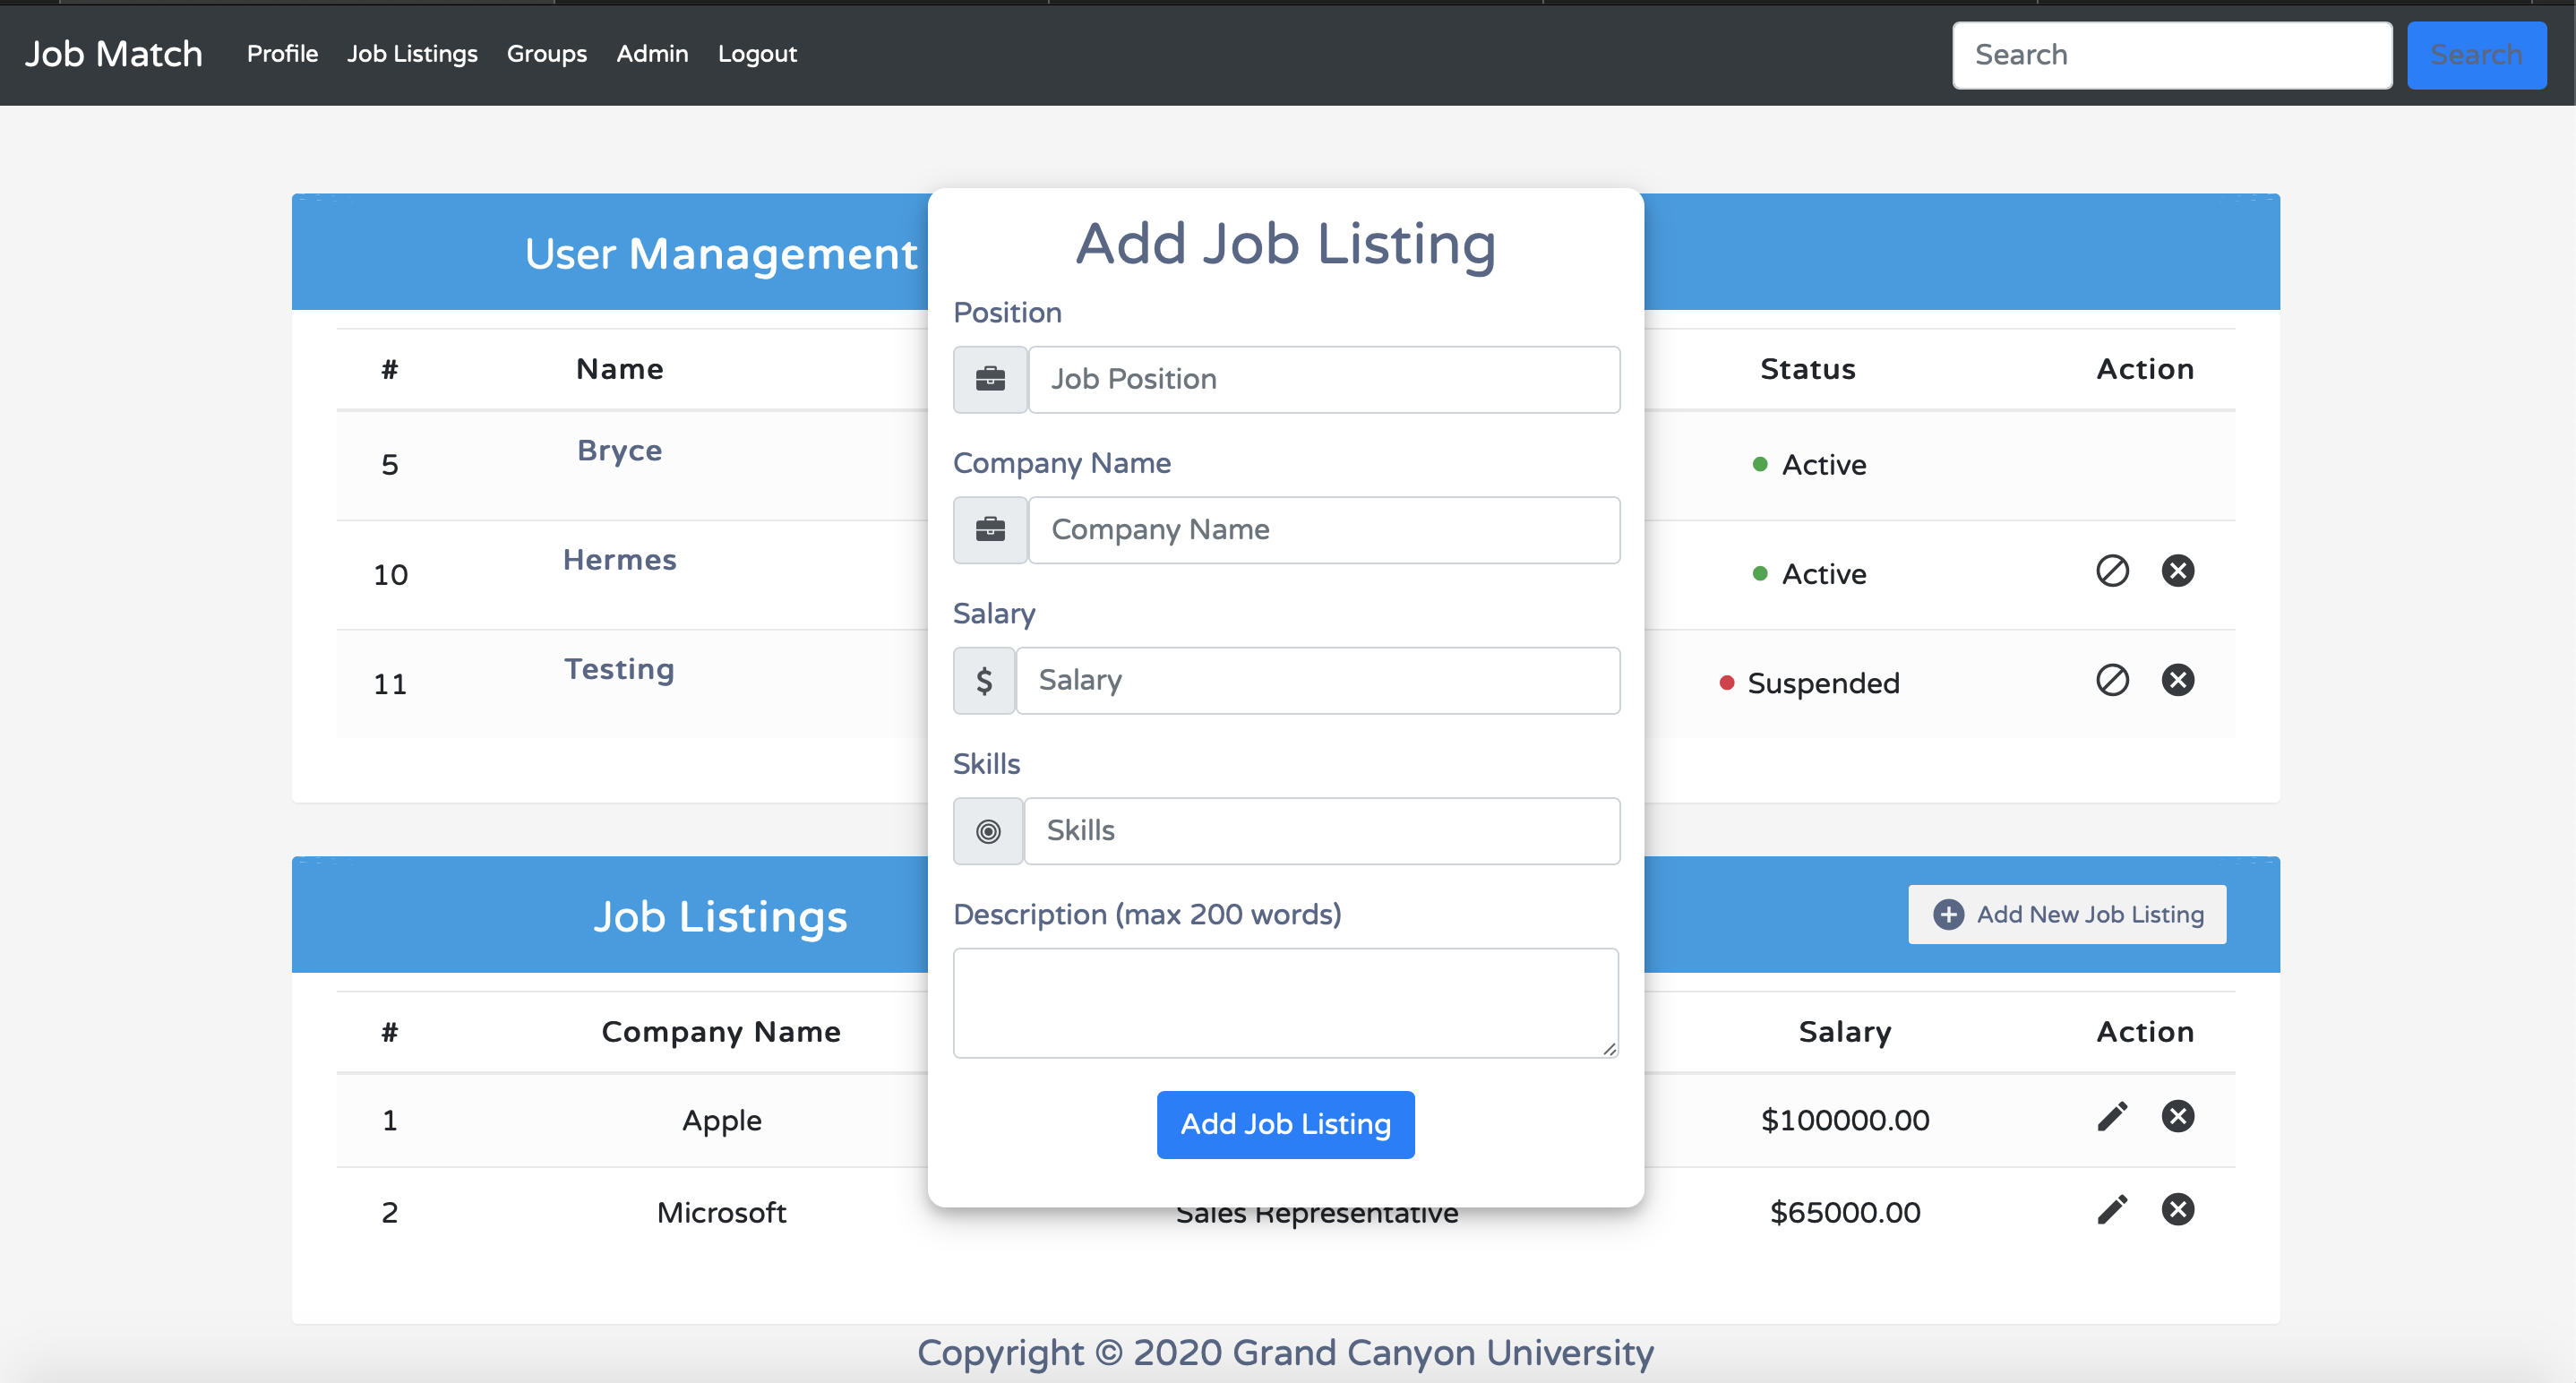 Job Match Profile Job Listings Groups Admin Logout Search Search
User Management
# Name Status Action
5 Bryce Active
10 Hermes Active
11 Testing Suspended
Add Job Listing
Position
Job Position
Company Name
Company Name
Salary
$ Salary
Skills
Skills
Description (max 200 words)
Add Job Listing
Job Listings Add New Job Listing
# Company Name Salary Action
1 Apple $100000.00
2 Microsoft Sales Representative $65000.00
Copyright © 2020 Grand Canyon University